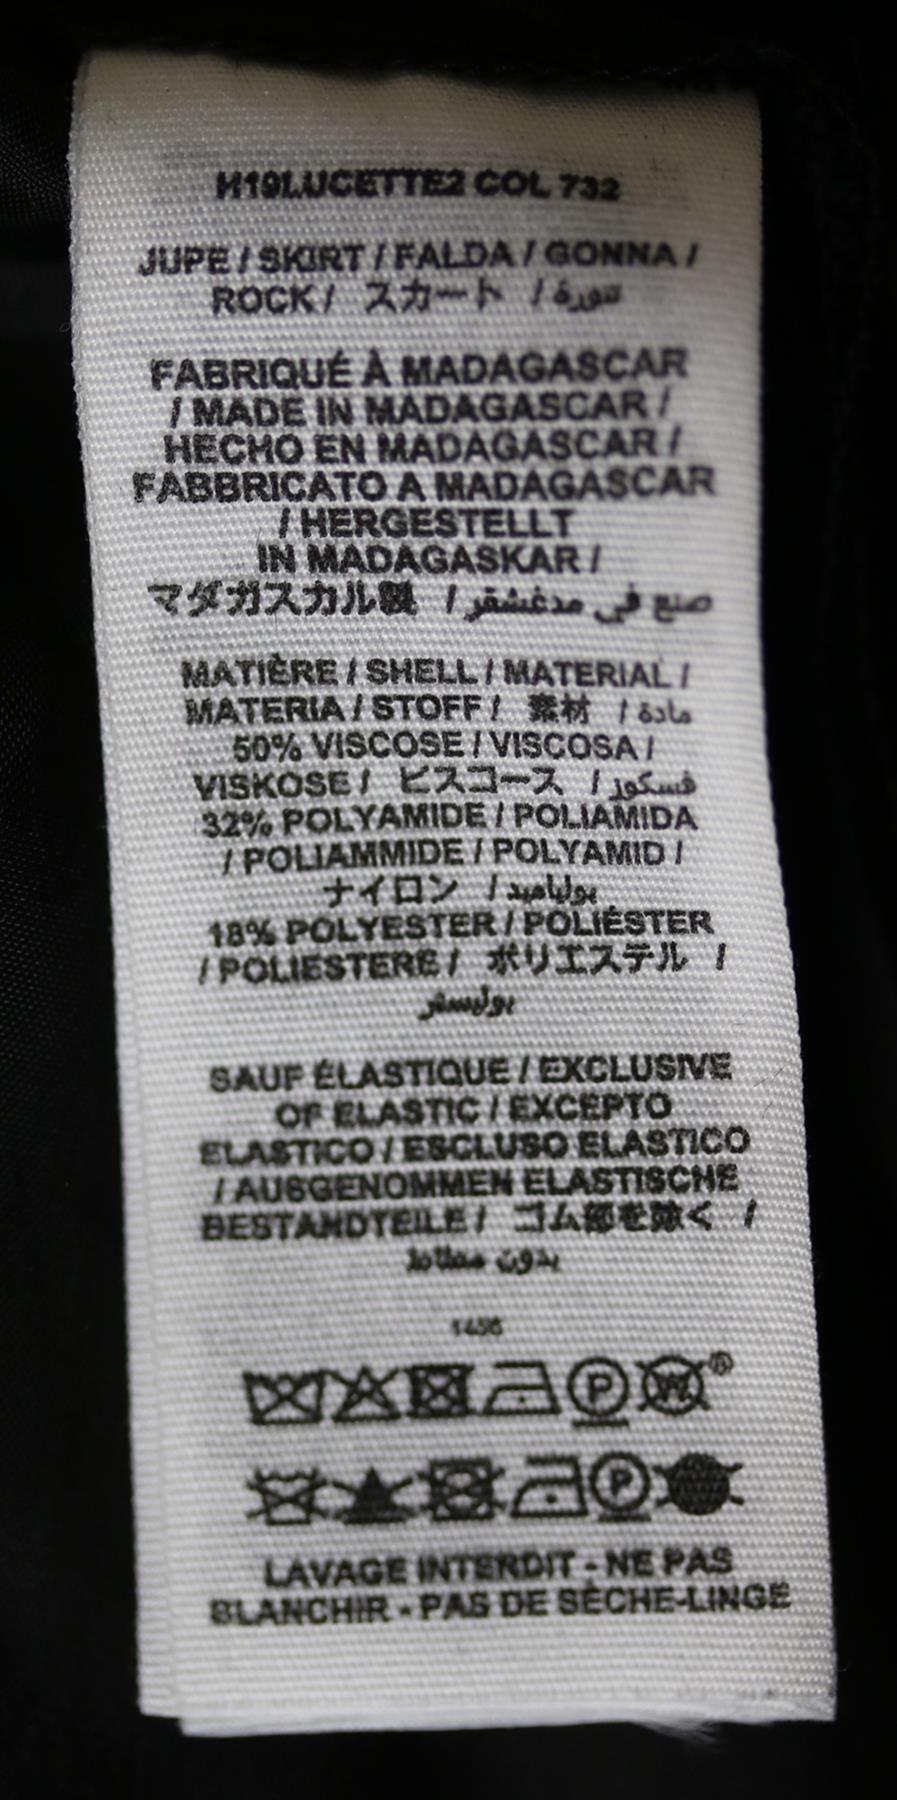 H19LUCETTE2 COL 732
JUPE / SKIRT / FALDA / GONNA /
ROCK / スカート / تنورة
FABRIQUÉ À MADAGASCAR
/ MADE IN MADAGASCAR /
HECHO EN MADAGASCAR /
FABBRICATO A MADAGASCAR
/ HERGESTELLT
IN MADAGASKAR /
マダガスカル製 / صنع في مدغشقر
MATIÈRE / SHELL / MATERIAL /
MATERIA / STOFF / 素材 / مادة
50% VISCOSE / VISCOSA /
VISKOSE / ビスコース / فسكوز
32% POLYAMIDE / POLIAMIDA
/ POLIAMMIDE / POLYAMID /
ナイロン / بولياميد
18% POLYESTER / POLIÉSTER
/ POLIESTERE / ポリエステル /
بوليستر
SAUF ÉLASTIQUE / EXCLUSIVE
OF ELASTIC / EXCEPTO
ELASTICO / ESCLUSO ELASTICO
/ AUSGENOMMEN ELASTISCHE
BESTANDTEILE / ゴム部を除く /
بدون مطاط
1456
P W ®
P
LAVAGE INTERDIT - NE PAS
BLANCHIR - PAS DE SÈCHE-LINGE